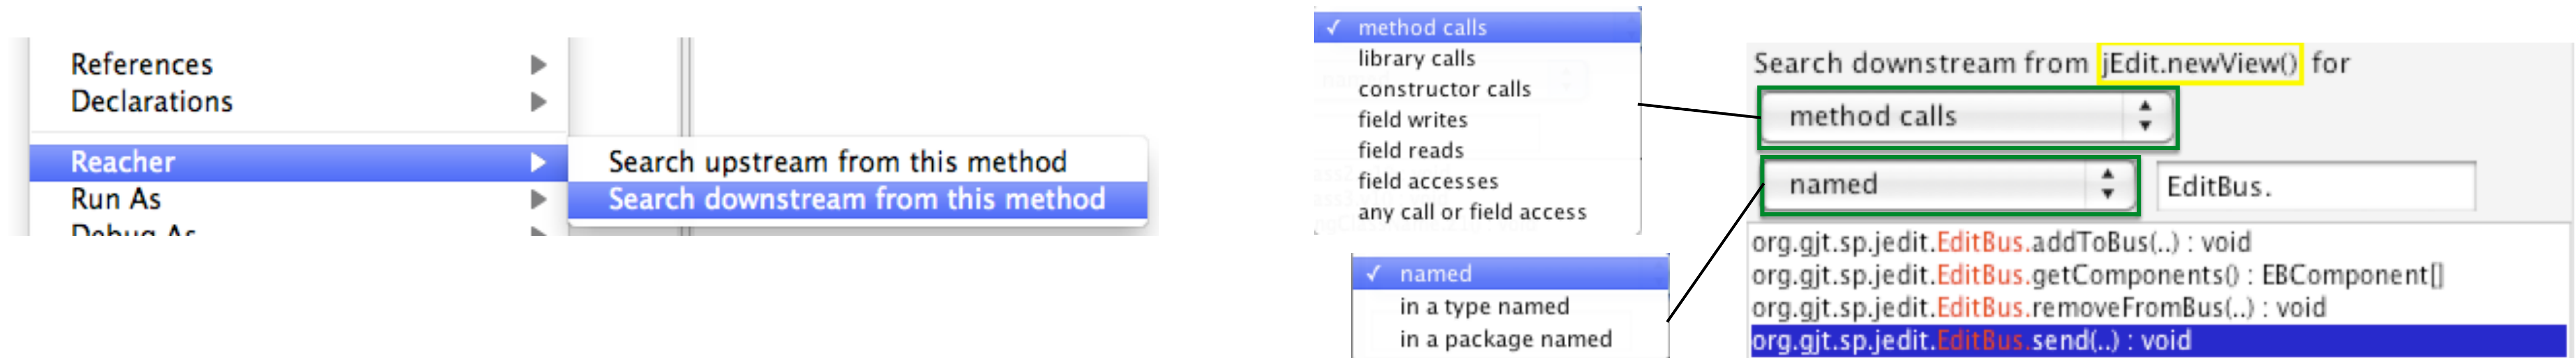 References
Declarations
Reacher
Run As
Debug As
Search upstream from this method
Search downstream from this method
✓ method calls
library calls
constructor calls
field writes
field reads
field accesses
any call or field access
✓ named
in a type named
in a package named
Search downstream from jEdit.newView() for
method calls
named
EditBus.
org.gjt.sp.jedit.EditBus.addToBus(..) : void
org.gjt.sp.jedit.EditBus.getComponents() : EBComponent[]
org.gjt.sp.jedit.EditBus.removeFromBus(..) : void
org.gjt.sp.jedit.EditBus.send(..) : void